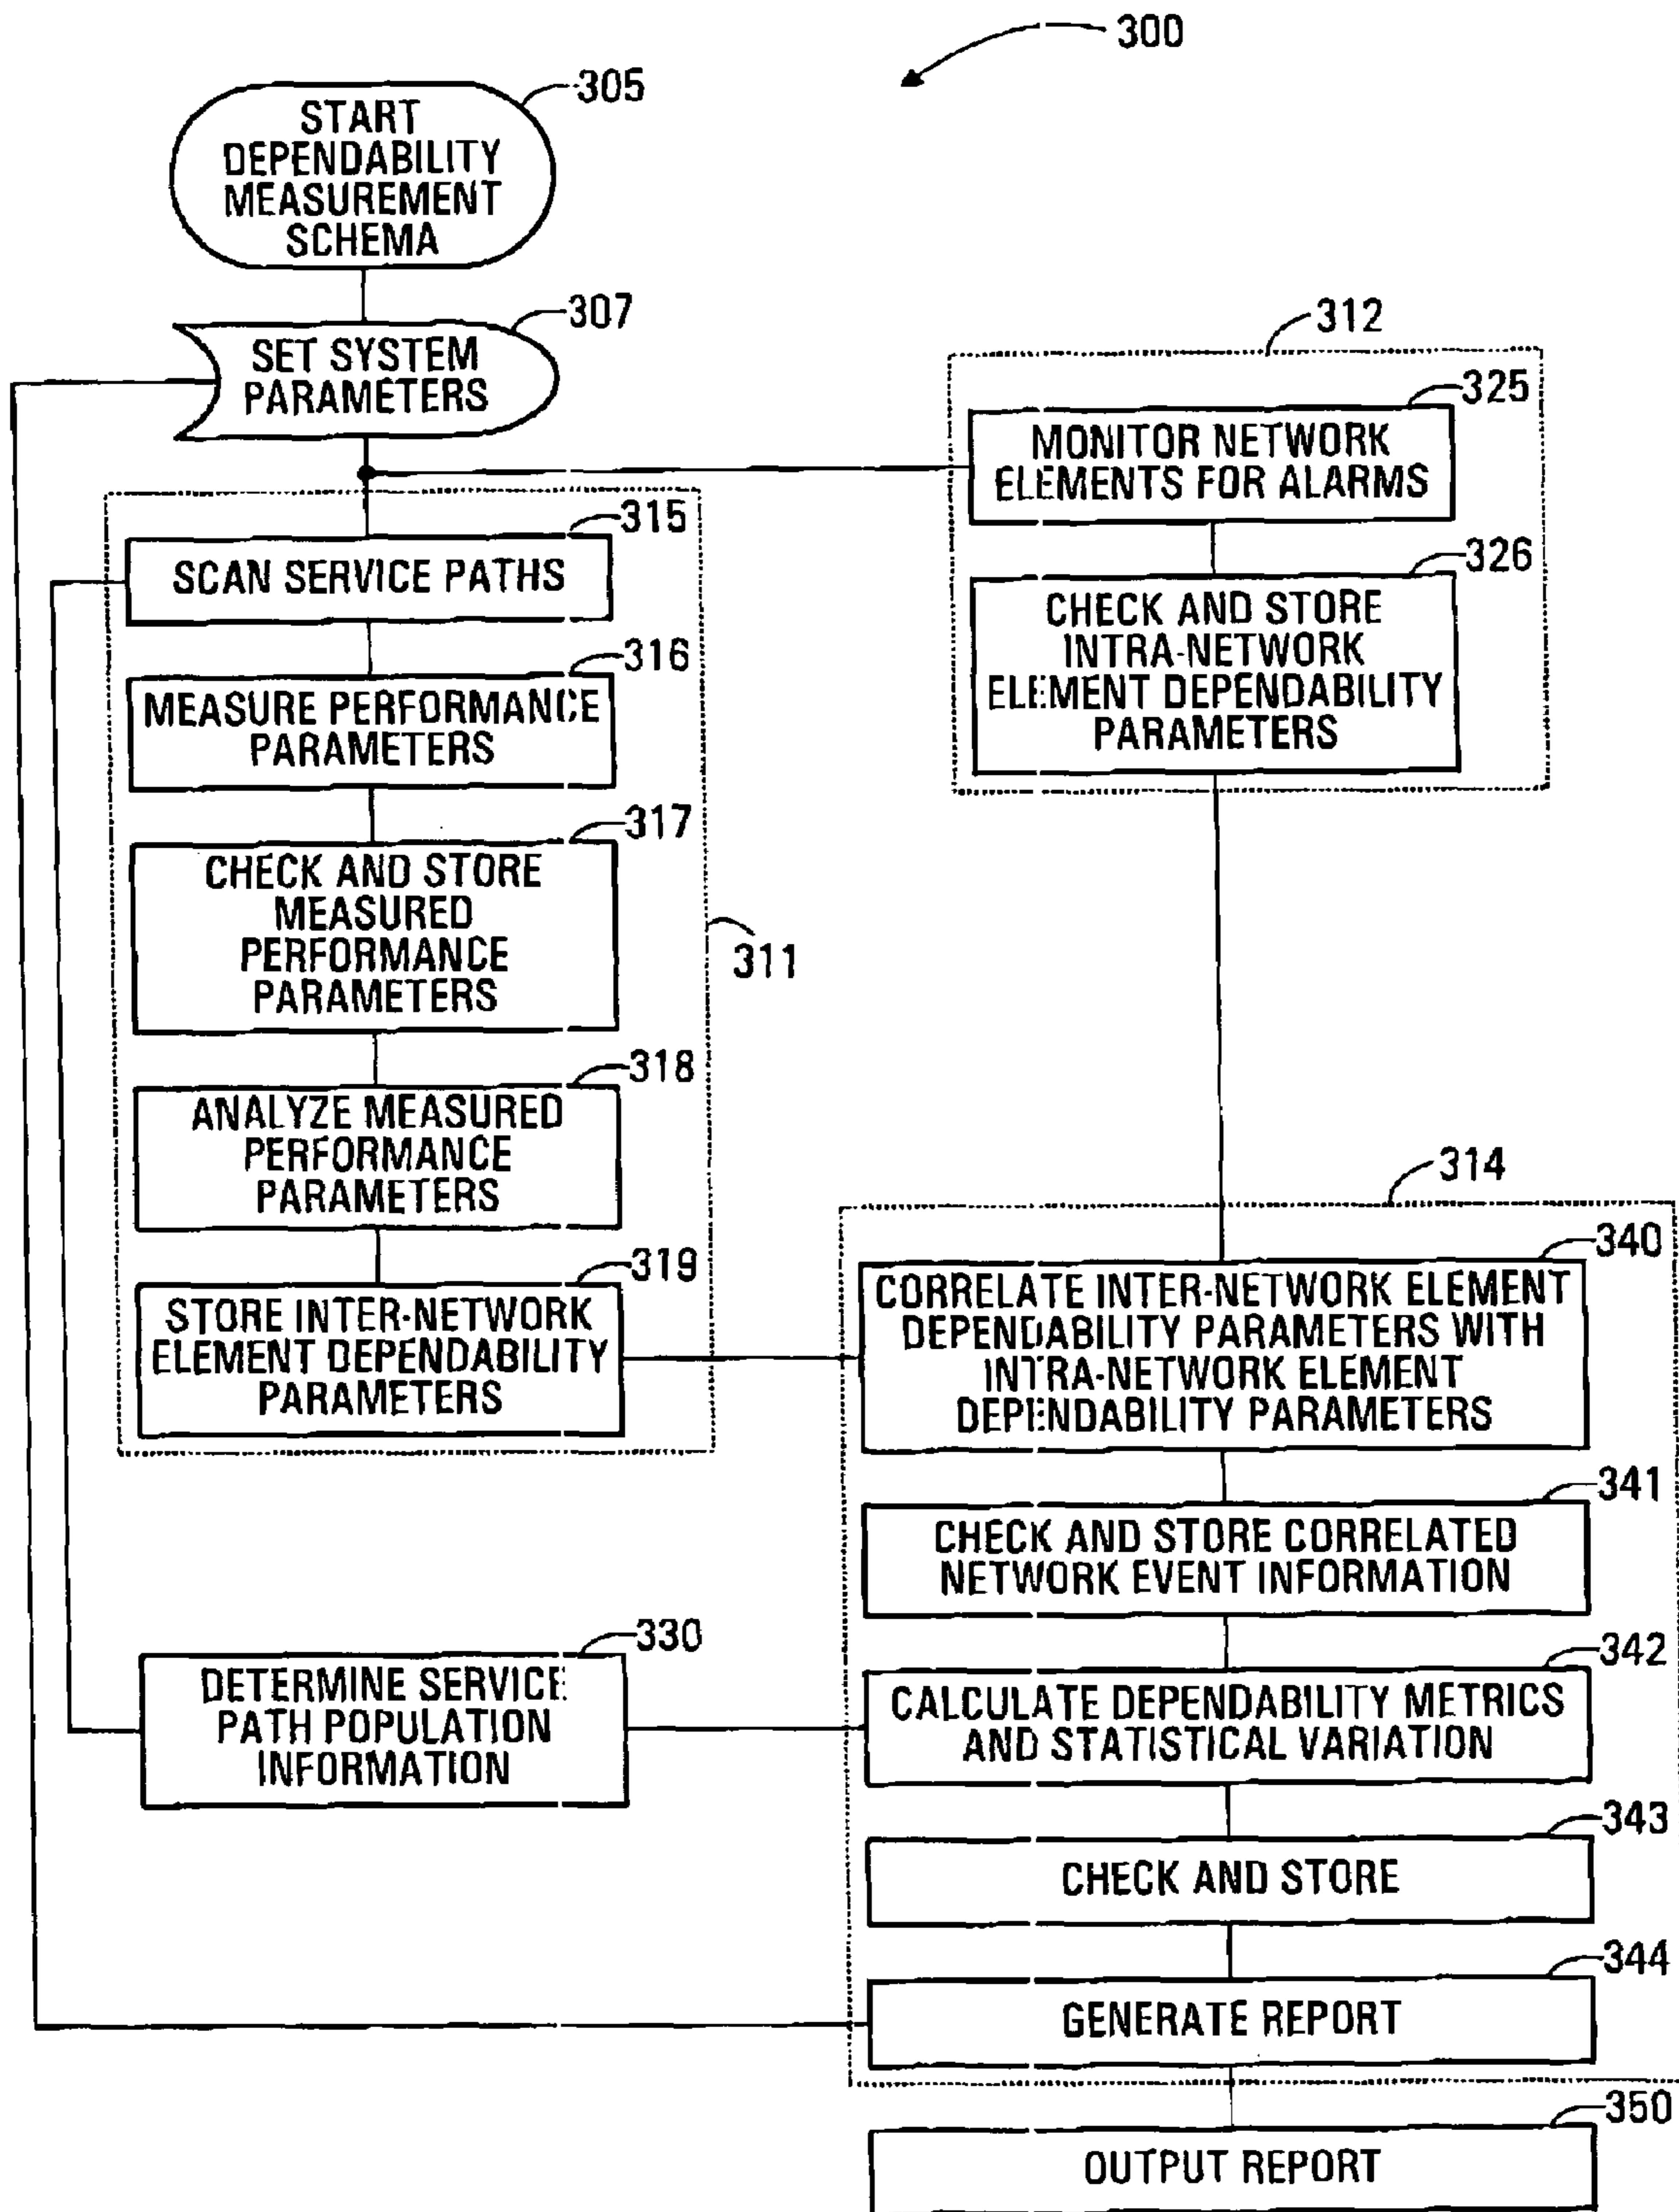 300
305
START
DEPENDABILITY
MEASUREMENT
SCHEMA
307
SET SYSTEM
PARAMETERS
312
325
MONITOR NETWORK
ELEMENTS FOR ALARMS
326
CHECK AND STORE
INTRA-NETWORK
ELEMENT DEPENDABILITY
PARAMETERS
315
SCAN SERVICE PATHS
316
MEASURE PERFORMANCE
PARAMETERS
317
CHECK AND STORE
MEASURED
PERFORMANCE
PARAMETERS
311
318
ANALYZE MEASURED
PERFORMANCE
PARAMETERS
319
STORE INTER-NETWORK
ELEMENT DEPENDABILITY
PARAMETERS
314
340
CORRELATE INTER-NETWORK ELEMENT
DEPENDABILITY PARAMETERS WITH
INTRA-NETWORK ELEMENT
DEPENDABILITY PARAMETERS
341
CHECK AND STORE CORRELATED
NETWORK EVENT INFORMATION
330
DETERMINE SERVICE
PATH POPULATION
INFORMATION
342
CALCULATE DEPENDABILITY METRICS
AND STATISTICAL VARIATION
343
CHECK AND STORE
344
GENERATE REPORT
350
OUTPUT REPORT